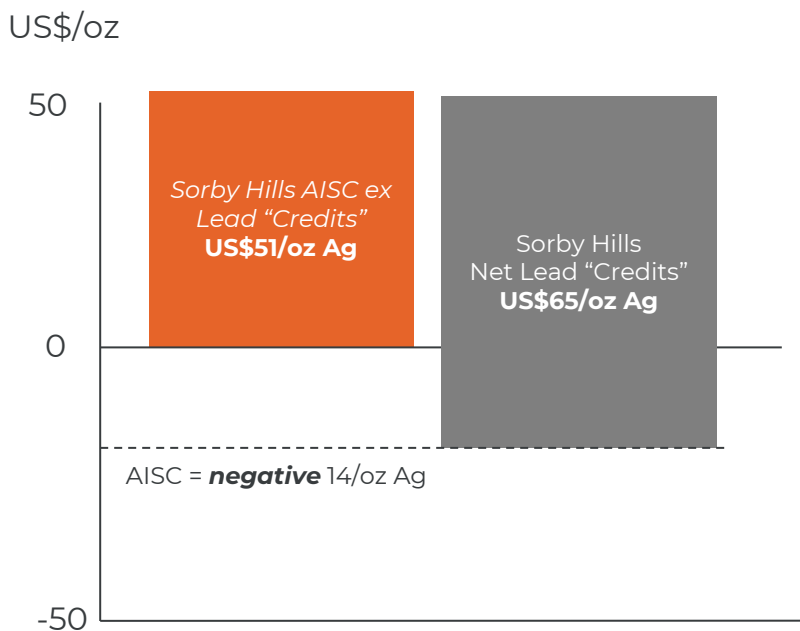 US$/oz
50
Sorby Hills AISC ex
Lead “Credits”
US$51/oz Ag
Sorby Hills
Net Lead “Credits”
US$65/oz Ag
0
AISC = negative 14/oz Ag
-50